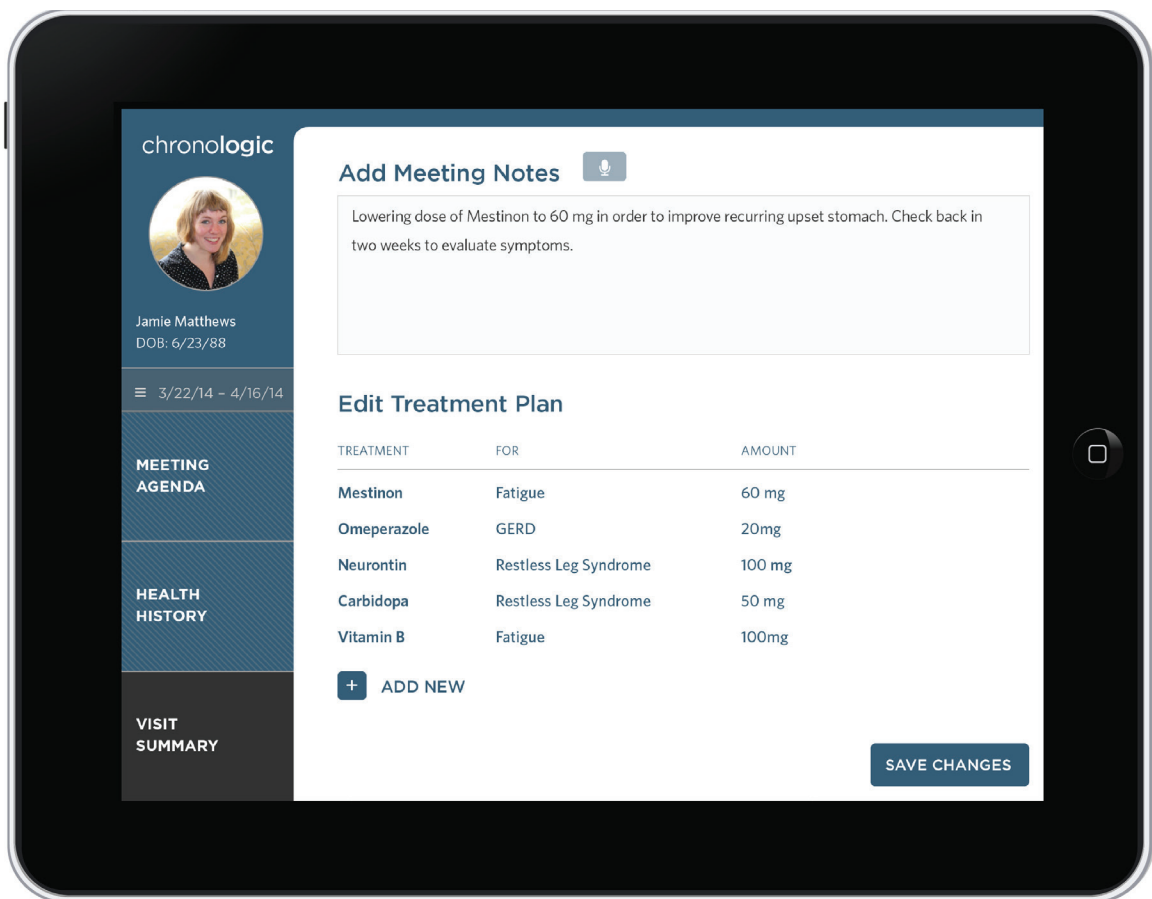 chronologic
Jamie Matthews
DOB: 6/23/88
3/22/14 – 4/16/14
MEETING
AGENDA
HEALTH
HISTORY
VISIT
SUMMARY
Add Meeting Notes
Lowering dose of Mestinon to 60 mg in order to improve recurring upset stomach. Check back in
two weeks to evaluate symptoms.
Edit Treatment Plan
TREATMENT FOR AMOUNT
Mestinon Fatigue 60 mg
Omeperazole GERD 20mg
Neurontin Restless Leg Syndrome 100 mg
Carbidopa Restless Leg Syndrome 50 mg
Vitamin B Fatigue 100mg
+ ADD NEW
SAVE CHANGES